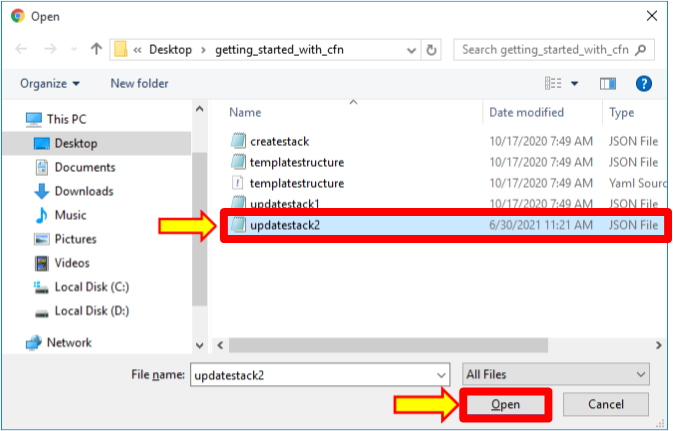 Open
« Desktop › getting_started_with_cfn
Search getting_started_with_cfn
Organize
New folder
This PC
Desktop
Documents
Downloads
Music
Pictures
Videos
Local Disk (C:)
Local Disk (D:)
Network
Name Date modified Type
createstack 10/17/2020 7:49 AM JSON File
templatestructure 10/17/2020 7:49 AM JSON File
templatestructure 10/17/2020 7:49 AM Yaml Sourc
updatestack1 10/17/2020 7:49 AM JSON File
updatestack2 6/30/2021 11:21 AM JSON File
File name: updatestack2 All Files
Open Cancel